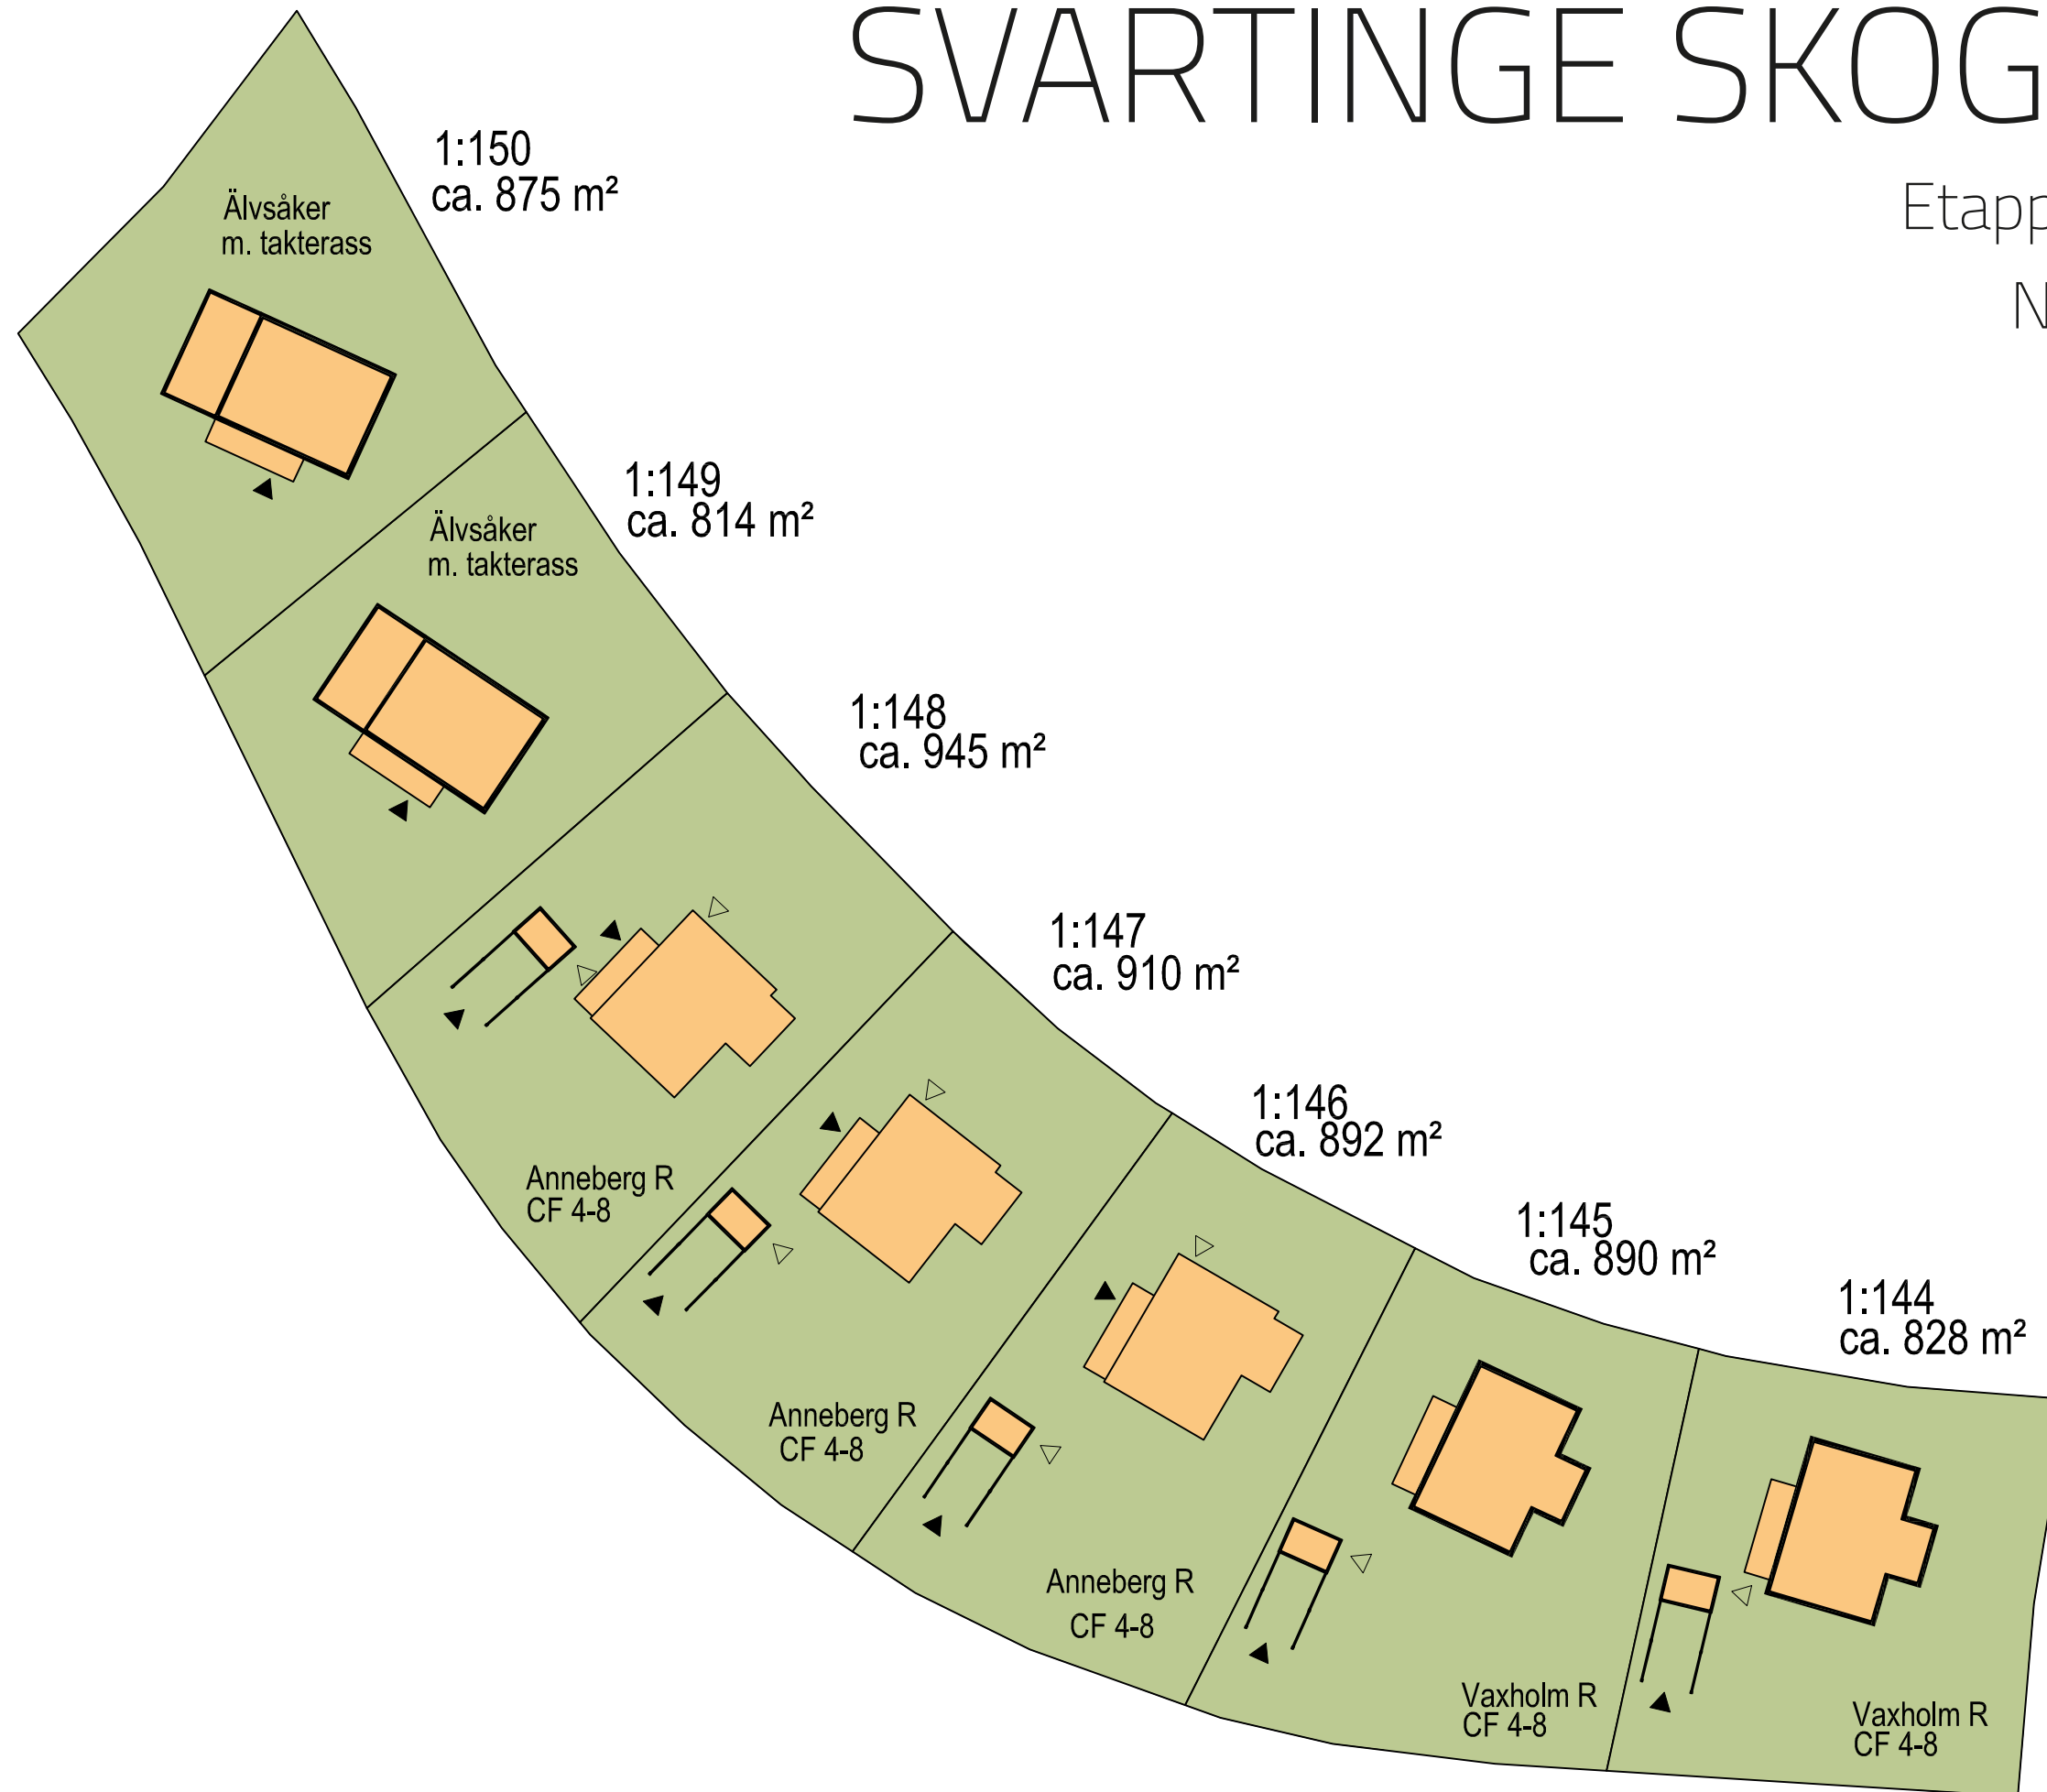 SVARTINGE SKOG
Etapp
N
1:150
ca. 875 m²
Älvsåker
m. takterass
1:149
ca. 814 m²
Älvsåker
m. takterass
1:148
ca. 945 m²
1:147
ca. 910 m²
1:146
ca. 892 m²
Anneberg R
CF 4-8
1:145
ca. 890 m²
1:144
ca. 828 m²
Anneberg R
CF 4-8
Anneberg R
CF 4-8
Vaxholm R
CF 4-8
Vaxholm R
CF 4-8